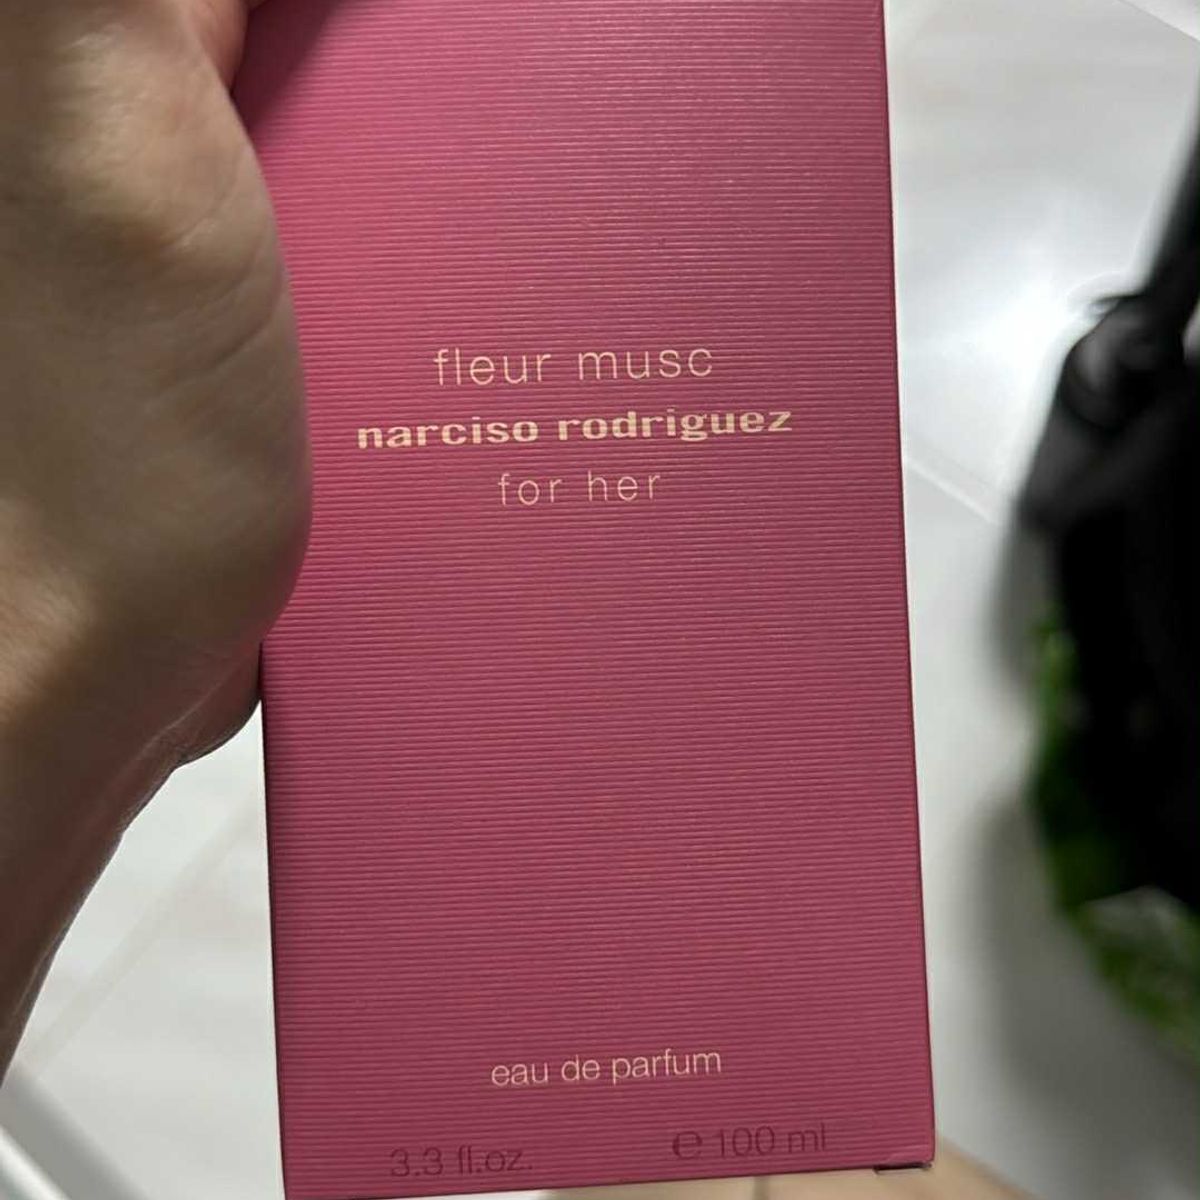 fleur musc
narciso rodriguez
for her
eau de parfum
3.3 fl.oz. e 100 ml